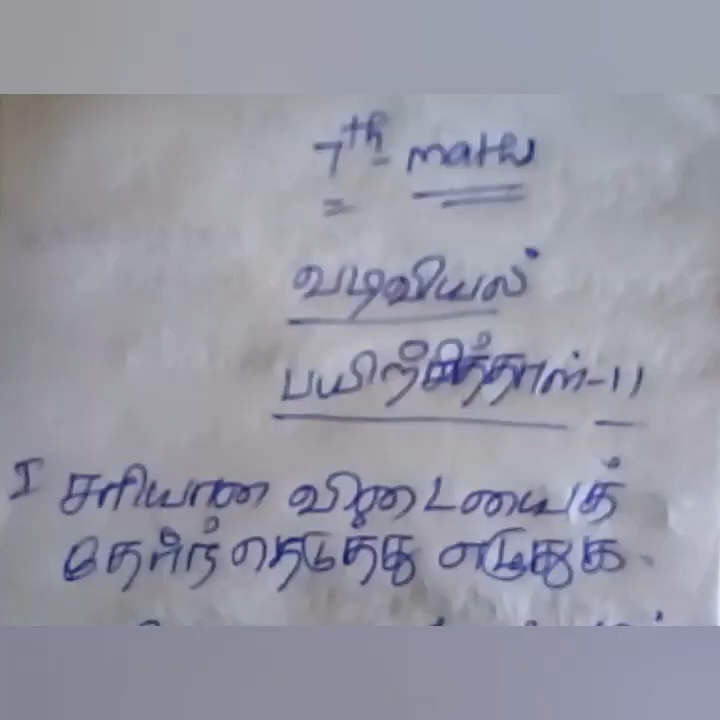 7th maths
வடிவியல்
பயிற்சித்தாள்-11
I சரியான விடையைத்
தேர்ந்தெடுத்து எழுதுக.